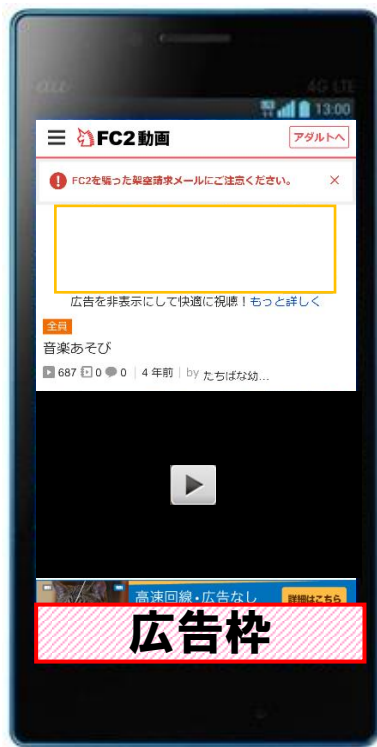 au
4G LTE
13:00
FC2動画
アダルトへ
FC2を騙った架空請求メールにご注意ください。 ×
広告を非表示にして快適に視聴！もっと詳しく
全員
音楽あそび
687 0 0 4 年前 by たちばな幼...
高速回線・広告なし
詳細はこちら
広告枠